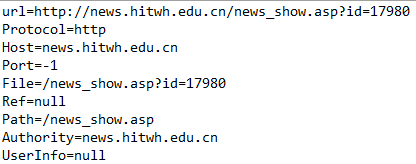 url=http://news.hitwh.edu.cn/news_show.asp?id=17980
Protocol=http
Host=news.hitwh.edu.cn
Port=-1
File=/news_show.asp?id=17980
Ref=null
Path=/news_show.asp
Authority=news.hitwh.edu.cn
UserInfo=null